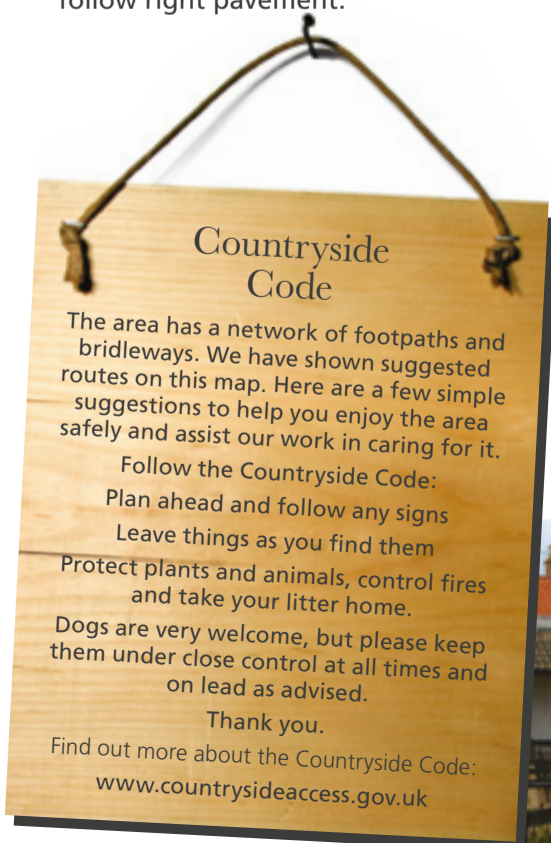 follow right pavement.
Countryside
Code
The area has a network of footpaths and
bridleways. We have shown suggested
routes on this map. Here are a few simple
suggestions to help you enjoy the area
safely and assist our work in caring for it.
Follow the Countryside Code:
Plan ahead and follow any signs
Leave things as you find them
Protect plants and animals, control fires
and take your litter home.
Dogs are very welcome, but please keep
them under close control at all times and
on lead as advised.
Thank you.
Find out more about the Countryside Code:
www.countrysideaccess.gov.uk